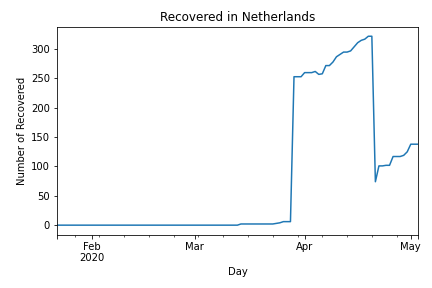 Recovered in Netherlands
Number of Recovered
300
250
200
150
100
50
0
Feb
2020
Mar
Apr
May
Day